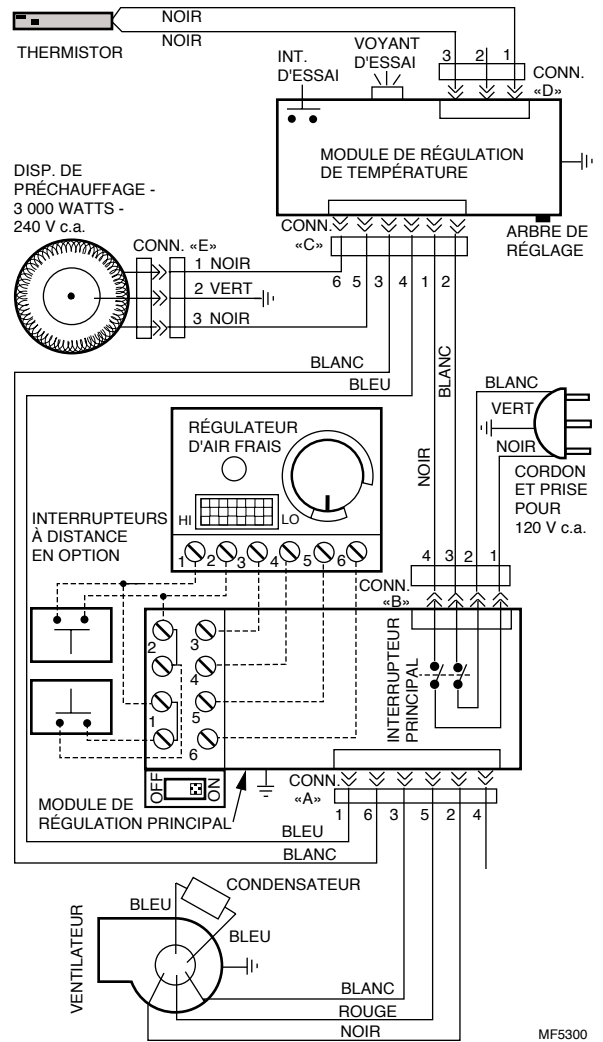 NOIR
NOIR
THERMISTOR
INT.
D'ESSAI
VOYANT
D'ESSAI
3 2 1
CONN.
«D»
MODULE DE RÉGULATION
DE TEMPÉRATURE
ARBRE DE
RÉGLAGE
DISP. DE
PRÉCHAUFFAGE -
3 000 WATTS -
240 V c.a.
CONN. «E»
1 NOIR
2 VERT
3 NOIR
CONN.
«C»
6 5 3 4 1 2
BLANC
BLEU
NOIR
BLANC
BLANC
VERT
NOIR
CORDON
ET PRISE
POUR
120 V c.a.
RÉGULATEUR
D'AIR FRAIS
HI
LO
1 2 3 4 5 6
INTERRUPTEURS
À DISTANCE
EN OPTION
4 3 2 1
CONN.
«B»
2
3
4
1
5
6
INTERRUPTEUR
PRINCIPAL
OFF
ON
MODULE DE
RÉGULATION PRINCIPAL
CONN.
«A»
1 6 3 5 2 4
BLEU
BLANC
CONDENSATEUR
BLEU
BLEU
VENTILATEUR
BLANC
ROUGE
NOIR
MF5300